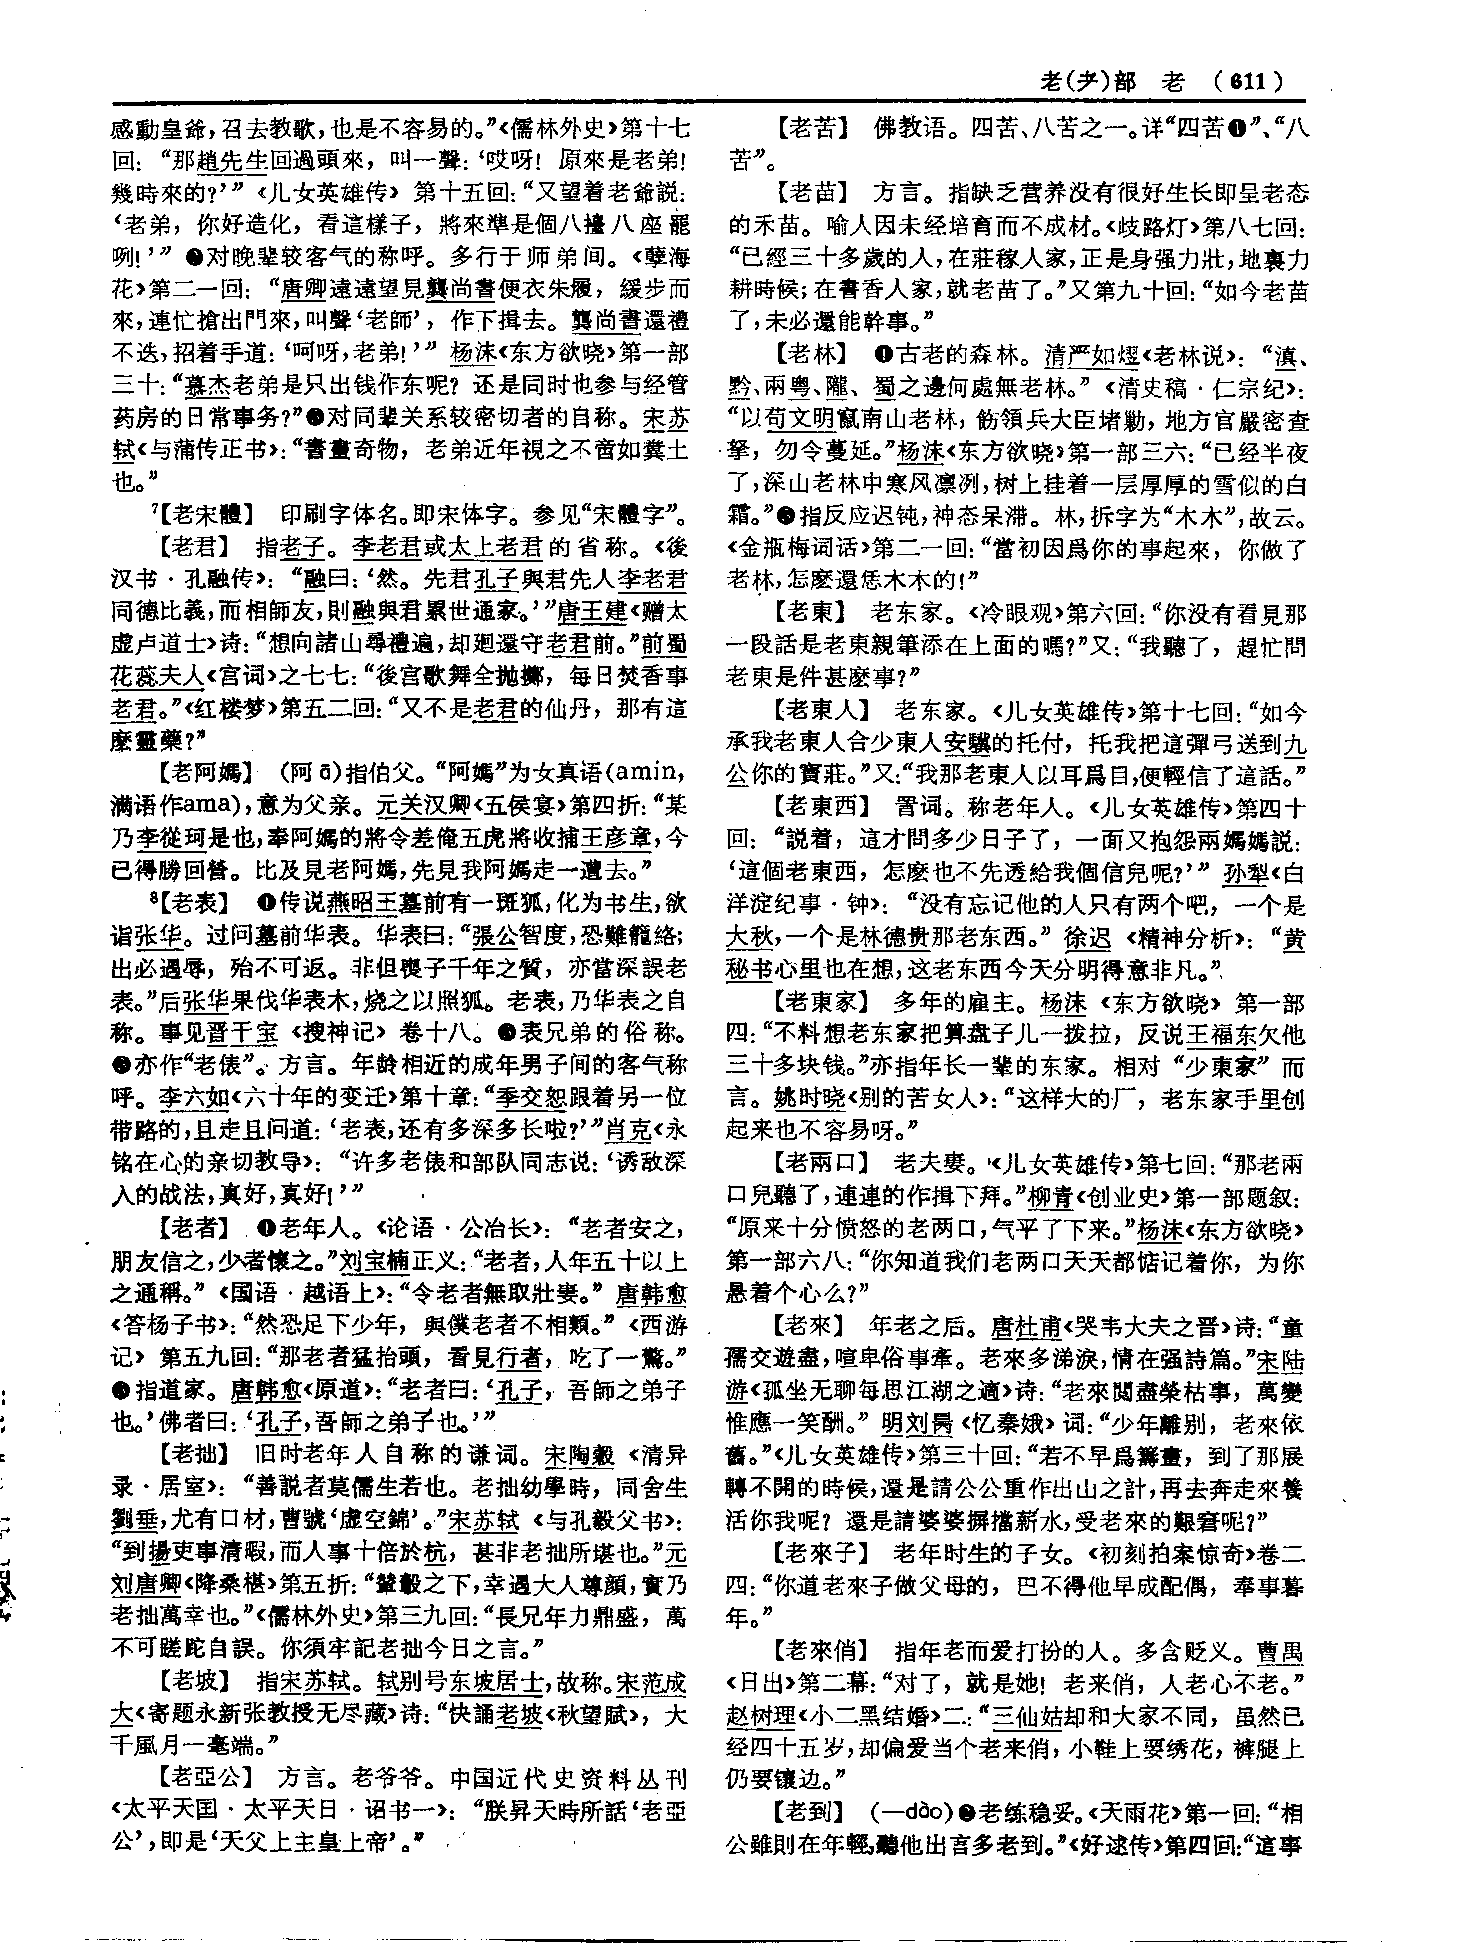 老(耂)部　老　(611)
感動皇爺，召去教歌，也是不容易的。”《儒林外史》第十七
回：“那趙先生回過頭來，叫一聲：‘哎呀！原來是老弟！
幾時來的？’”《儿女英雄传》第十五回：“又望着老爺説：
‘老弟，你好造化，看這樣子，將來準是個八擡八座罷
咧！’”❷对晚辈较客气的称呼。多行于师弟间。《孽海
花》第二一回：“唐卿遠遠望見龔尚書便衣朱履，緩步而
來，連忙搶出門來，叫聲‘老師’，作下揖去。龔尚書還禮
不迭，招着手道：‘呵呀，老弟！’”杨沫《东方欲晓》第一部
三十：“慕杰老弟是只出钱作东呢？还是同时也参与经管
药房的日常事务？”❸对同辈关系较密切者的自称。宋苏
轼《与蒲传正书》：“書畫奇物，老弟近年視之不啻如糞土
也。”
7【老宋體】　印刷字体名。即宋体字。参见“宋體字”。
【老君】　指老子。李老君或太上老君的省称。《後
汉书·孔融传》：“融曰：‘然。先君孔子與君先人李老君
同德比義，而相師友，則融與君累世通家。’”唐王建《赠太
虚卢道士》诗：“想向諸山尋禮遍，却迴還守老君前。”前蜀
花蕊夫人《宫词》之七七：“後宫歌舞全抛擲，每日焚香事
老君。”《红楼梦》第五二回：“又不是老君的仙丹，那有這
麽靈藥？”
【老阿媽】　(阿ā)指伯父。“阿媽”为女真语(amin，
满语作ama)，意为父亲。元关汉卿《五侯宴》第四折：“某
乃李從珂是也，奉阿媽的將令差俺五虎將收捕王彦章，今
已得勝回營。比及見老阿媽，先見我阿媽走一遭去。”
8【老表】　❶传说燕昭王墓前有一斑狐，化为书生，欲
诣张华。过问墓前华表。华表曰：“張公智度，恐難籠絡；
出必遇辱，殆不可返。非但喪子千年之質，亦當深誤老
表。”后张华果伐华表木，烧之以照狐。老表，乃华表之自
称。事见晋干宝《搜神记》卷十八。❷表兄弟的俗称。
❸亦作“老俵”。方言。年龄相近的成年男子间的客气称
呼。李六如《六十年的变迁》第十章：“季交恕跟着另一位
带路的，且走且问道：‘老表，还有多深多长啦？’”肖克《永
铭在心的亲切教导》：“许多老俵和部队同志说：‘诱敌深
入的战法，真好，真好！’”
【老者】　❶老年人。《论语·公冶长》：“老者安之，
朋友信之，少者懷之。”刘宝楠正义：“老者，人年五十以上
之通稱。”《国语·越语上》：“令老者無取壯妻。”唐韩愈
《答杨子书》：“然恐足下少年，與僕老者不相類。”《西游
记》第五九回：“那老者猛抬頭，看見行者，吃了一驚。”
❷指道家。唐韩愈《原道》：“老者曰：‘孔子，吾師之弟子
也。’佛者曰：‘孔子，吾師之弟子也。’”
【老拙】　旧时老年人自称的谦词。宋陶穀《清异
录·居室》：“善説者莫儒生若也。老拙幼學時，同舍生
劉垂，尤有口材，曹號‘虚空錦’。”宋苏轼《与孔毅父书》：
“到揚吏事清暇，而人事十倍於杭，甚非老拙所堪也。”元
刘唐卿《降桑椹》第五折：“輦轂之下，幸遇大人尊顔，實乃
老拙萬幸也。”《儒林外史》第三九回：“長兄年力鼎盛，萬
不可蹉跎自誤。你須牢記老拙今日之言。”
【老坡】　指宋苏轼。轼别号东坡居士，故称。宋范成
大《寄题永新张教授无尽藏》诗：“快誦老坡《秋望賦》，大
千風月一毫端。”
【老亞公】　方言。老爷爷。中国近代史资料丛刊
《太平天囯·太平天日·诏书一》：“朕昇天時所話‘老亞
公’，即是‘天父上主皇上帝’。”
【老苦】　佛教语。四苦、八苦之一。详“四苦❶”、“八
苦”。
【老苗】　方言。指缺乏营养没有很好生长即呈老态
的禾苗。喻人因未经培育而不成材。《歧路灯》第八七回：
“已經三十多歲的人，在莊稼人家，正是身强力壯，地裏力
耕時候；在書香人家，就老苗了。”又第九十回：“如今老苗
了，未必還能幹事。”
【老林】　❶古老的森林。清严如熤《老林说》：“滇、
黔、兩粤、隴、蜀之邊何處無老林。”《清史稿·仁宗纪》：
“以苟文明竄南山老林，飭領兵大臣堵勦，地方官嚴密查
拏，勿令蔓延。”杨沫《东方欲晓》第一部三六：“已经半夜
了，深山老林中寒风凛冽，树上挂着一层厚厚的雪似的白
霜。”❷指反应迟钝，神态呆滞。林，拆字为“木木”，故云。
《金瓶梅词话》第二一回：“當初因爲你的事起來，你做了
老林，怎麽還恁木木的！”
【老東】　老东家。《冷眼观》第六回：“你没有看見那
一段話是老東親筆添在上面的嗎？”又：“我聽了，趕忙問
老東是件甚麽事？”
【老東人】　老东家。《儿女英雄传》第十七回：“如今
承我老東人合少東人安驥的托付，托我把這彈弓送到九
公你的寶莊。”又：“我那老東人以耳爲目，便輕信了這話。”
【老東西】　詈词。称老年人。《儿女英雄传》第四十
回：“説着，這才問多少日子了，一面又抱怨兩媽媽説：
‘這個老東西，怎麽也不先透給我個信兒呢？’”孙犁《白
洋淀纪事·钟》：“没有忘记他的人只有两个吧，一个是
大秋，一个是林德贵那老东西。”徐迟《精神分析》：“黄
秘书心里也在想，这老东西今天分明得意非凡。”
【老東家】　多年的雇主。杨沫《东方欲晓》第一部
四：“不料想老东家把算盘子儿一拨拉，反说王福东欠他
三十多块钱。”亦指年长一辈的东家。相对“少東家”而
言。姚时晓《别的苦女人》：“这样大的厂，老东家手里创
起来也不容易呀。”
【老兩口】　老夫妻。《儿女英雄传》第七回：“那老兩
口兒聽了，連連的作揖下拜。”柳青《创业史》第一部题叙：
“原来十分愤怒的老两口，气平了下来。”杨沫《东方欲晓》
第一部六八：“你知道我们老两口天天都惦记着你，为你
悬着个心么？”
【老來】　年老之后。唐杜甫《哭韦大夫之晋》诗：“童
孺交遊盡，喧卑俗事牽。老來多涕淚，情在强詩篇。”宋陆
游《孤坐无聊每思江湖之適》诗：“老來閲盡榮枯事，萬變
惟應一笑酬。”明刘昺《忆秦娥》词：“少年離别，老來依
舊。”《儿女英雄传》第三十回：“若不早爲籌畫，到了那展
轉不開的時候，還是請公公重作出山之計，再去奔走來養
活你我呢？還是請婆婆摒擋薪水，受老來的艱窘呢？”
【老來子】　老年时生的子女。《初刻拍案惊奇》卷二
四：“你道老來子做父母的，巴不得他早成配偶，奉事暮
年。”
【老來俏】　指年老而爱打扮的人。多含贬义。曹禺
《日出》第二幕：“对了，就是她！老来俏，人老心不老。”
赵树理《小二黑结婚》二：“三仙姑却和大家不同，虽然已
经四十五岁，却偏爱当个老来俏，小鞋上要绣花，裤腿上
仍要镶边。”
【老到】　(—dào)❶老练稳妥。《天雨花》第一回：“相
公雖則在年輕，聽他出言多老到。”《好逑传》第四回：“這事